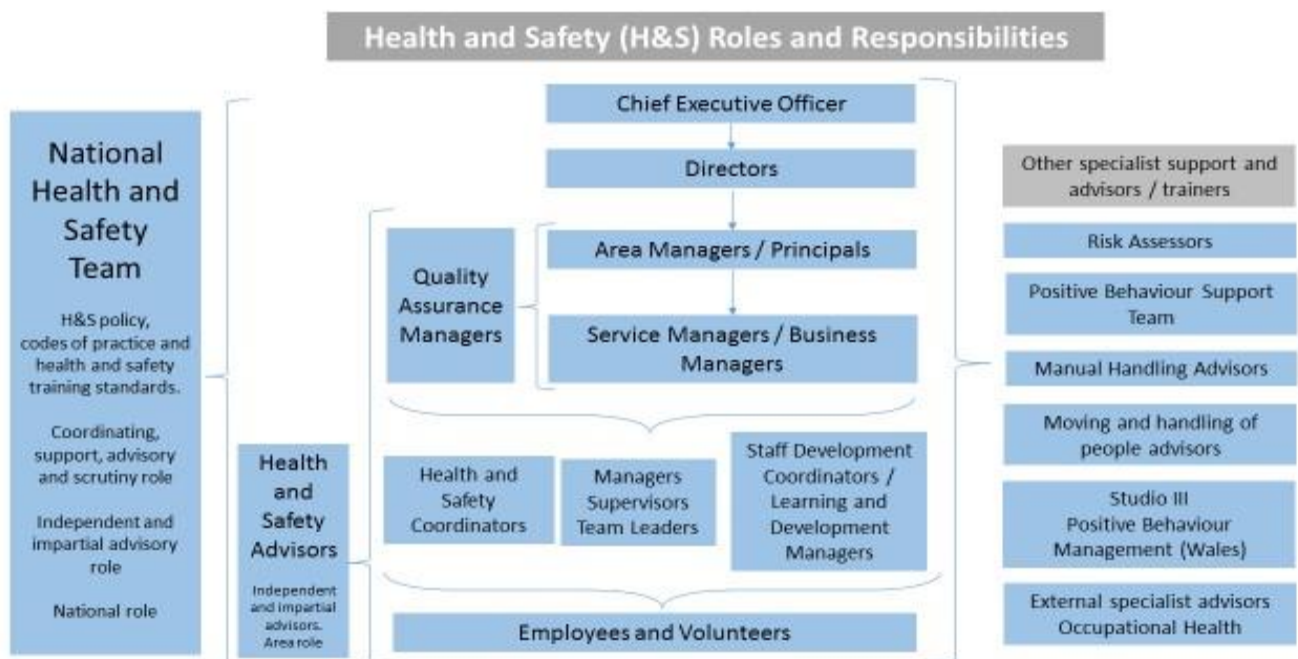 Health and Safety (H&S) Roles and Responsibilities
National
Health and
Safety
Team
H&S policy,
codes of practice and
health and safety
training standards.
Coordinating,
support, advisory
and scrutiny role
Independent and
impartial advisory
role
National role
Health
and
Safety
Advisors
Independent
and impartial
advisors.
Area role
Chief Executive Officer
Directors
Quality
Assurance
Managers
Area Managers / Principals
Service Managers / Business
Managers
Health and
Safety
Coordinators
Managers
Supervisors
Team Leaders
Staff Development
Coordinators /
Learning and
Development
Managers
Employees and Volunteers
Other specialist support and
advisors / trainers
Risk Assessors
Positive Behaviour Support
Team
Manual Handling Advisors
Moving and handling of
people advisors
Studio III
Positive Behaviour
Management (Wales)
External specialist advisors
Occupational Health